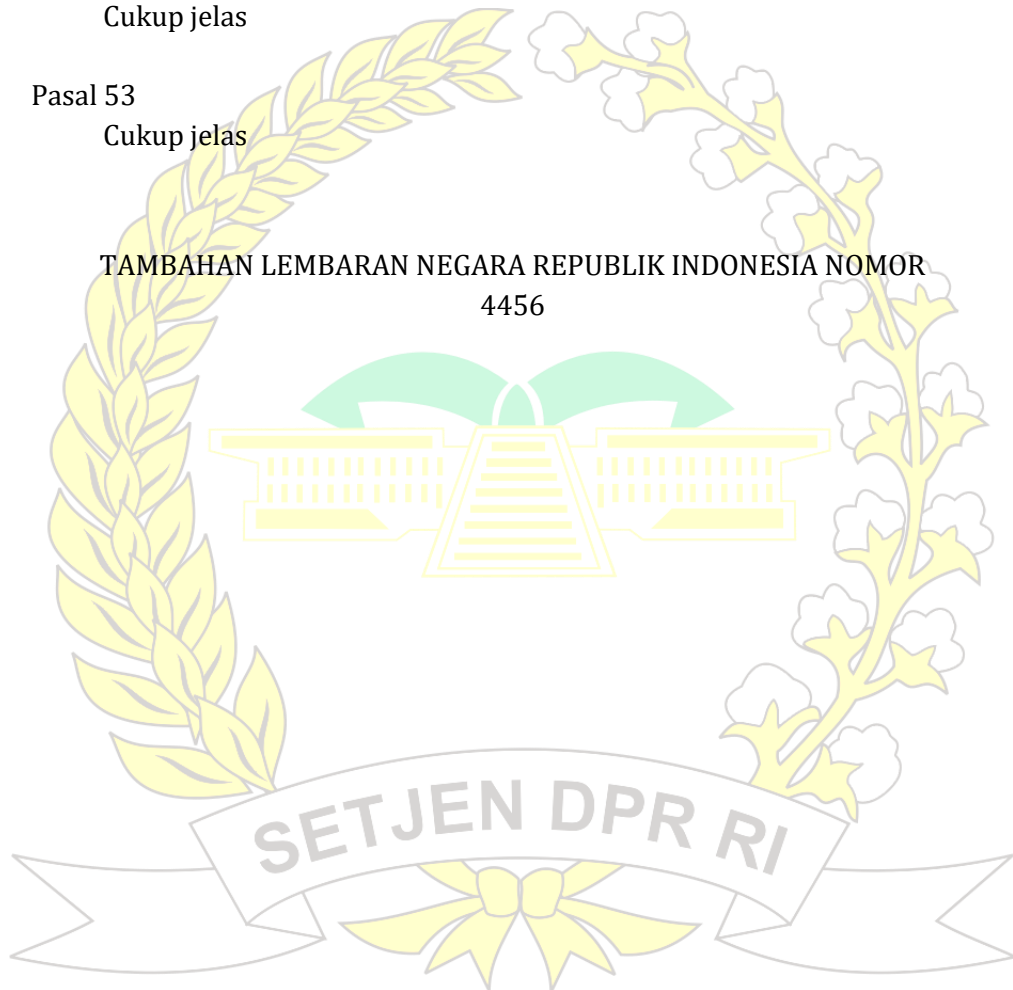 Cukup jelas
Pasal 53
Cukup jelas
TAMBAHAN LEMBARAN NEGARA REPUBLIK INDONESIA NOMOR
4456
SETJEN DPR RI